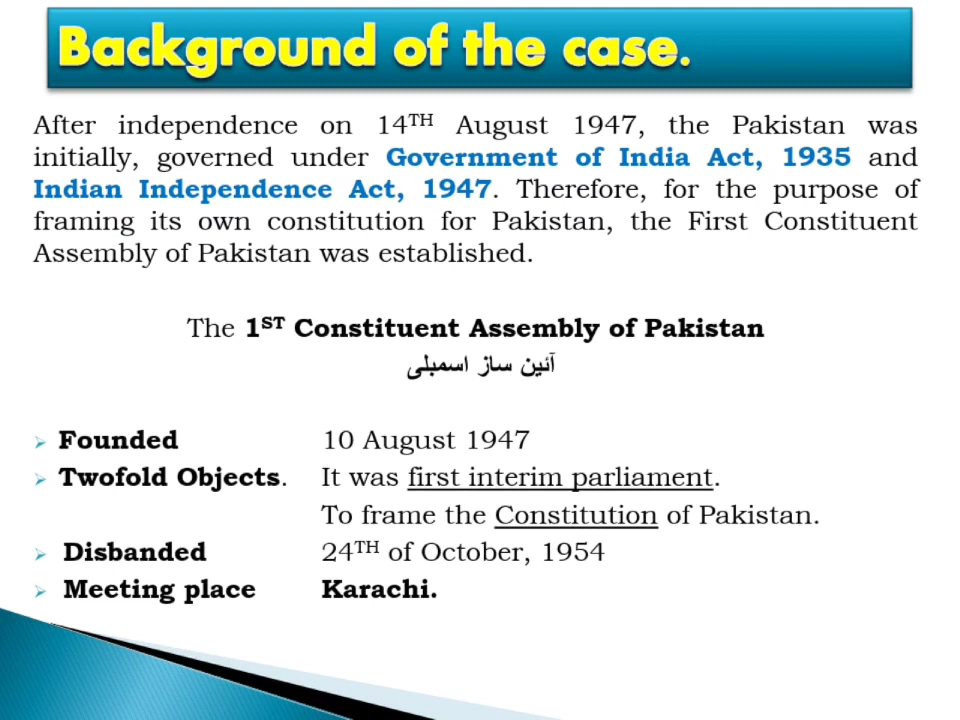 Background of the case.
After independence on 14TH August 1947, the Pakistan was
initially, governed under Government of India Act, 1935 and
Indian Independence Act, 1947. Therefore, for the purpose of
framing its own constitution for Pakistan, the First Constituent
Assembly of Pakistan was established.
The 1ST Constituent Assembly of Pakistan
آئین ساز اسمبلی
Founded 10 August 1947
Twofold Objects. It was first interim parliament.
To frame the Constitution of Pakistan.
Disbanded 24TH of October, 1954
Meeting place Karachi.